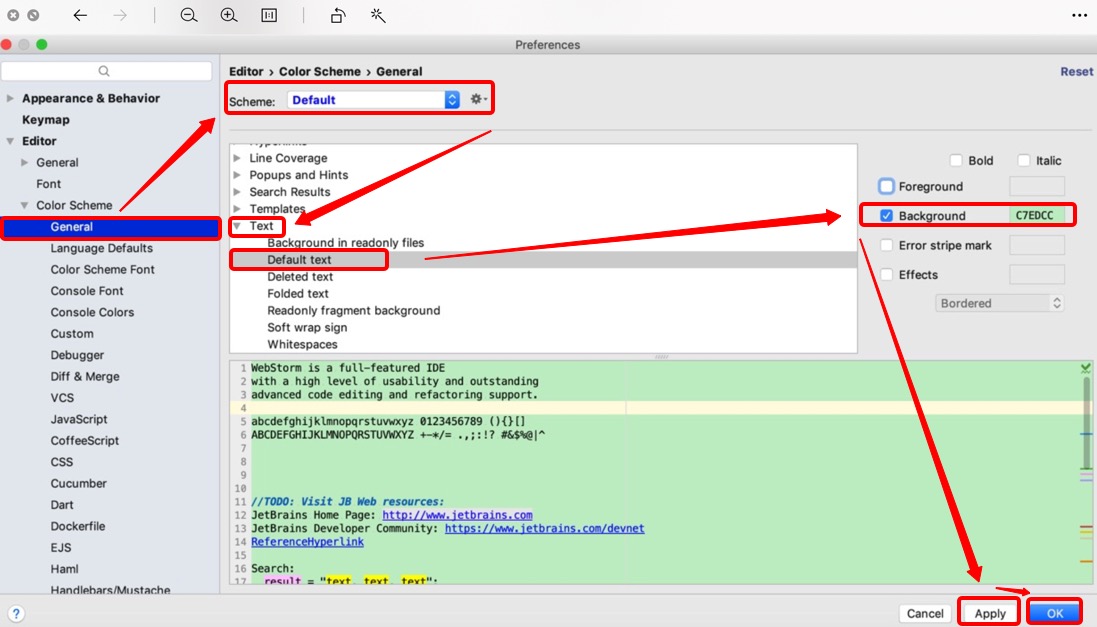 Preferences
Editor › Color Scheme › General
Reset
Scheme: Default
Appearance & Behavior
Keymap
Editor
General
Font
Color Scheme
General
Language Defaults
Color Scheme Font
Console Font
Console Colors
Custom
Debugger
Diff & Merge
VCS
JavaScript
CoffeeScript
CSS
Cucumber
Dart
Dockerfile
EJS
Haml
Handlebars/Mustache
Hyperlinks
Line Coverage
Popups and Hints
Search Results
Templates
Text
Background in readonly files
Default text
Deleted text
Folded text
Readonly fragment background
Soft wrap sign
Whitespaces
Bold Italic
Foreground
Background C7EDCC
Error stripe mark
Effects
Bordered
1 WebStorm is a full-featured IDE
2 with a high level of usability and outstanding
3 advanced code editing and refactoring support.
4
5 abcdefghijklmnopqrstuvwxyz 0123456789 (){}[]
6 ABCDEFGHIJKLMNOPQRSTUVWXYZ +-*/= .,;:!? #&$%@|^
7
8
9
10
11 //TODO: Visit JB Web resources:
12 JetBrains Home Page: http://www.jetbrains.com
13 JetBrains Developer Community: https://www.jetbrains.com/devnet
14 ReferenceHyperlink
15
16 Search:
17 result = "text, text, text";
? Cancel Apply OK